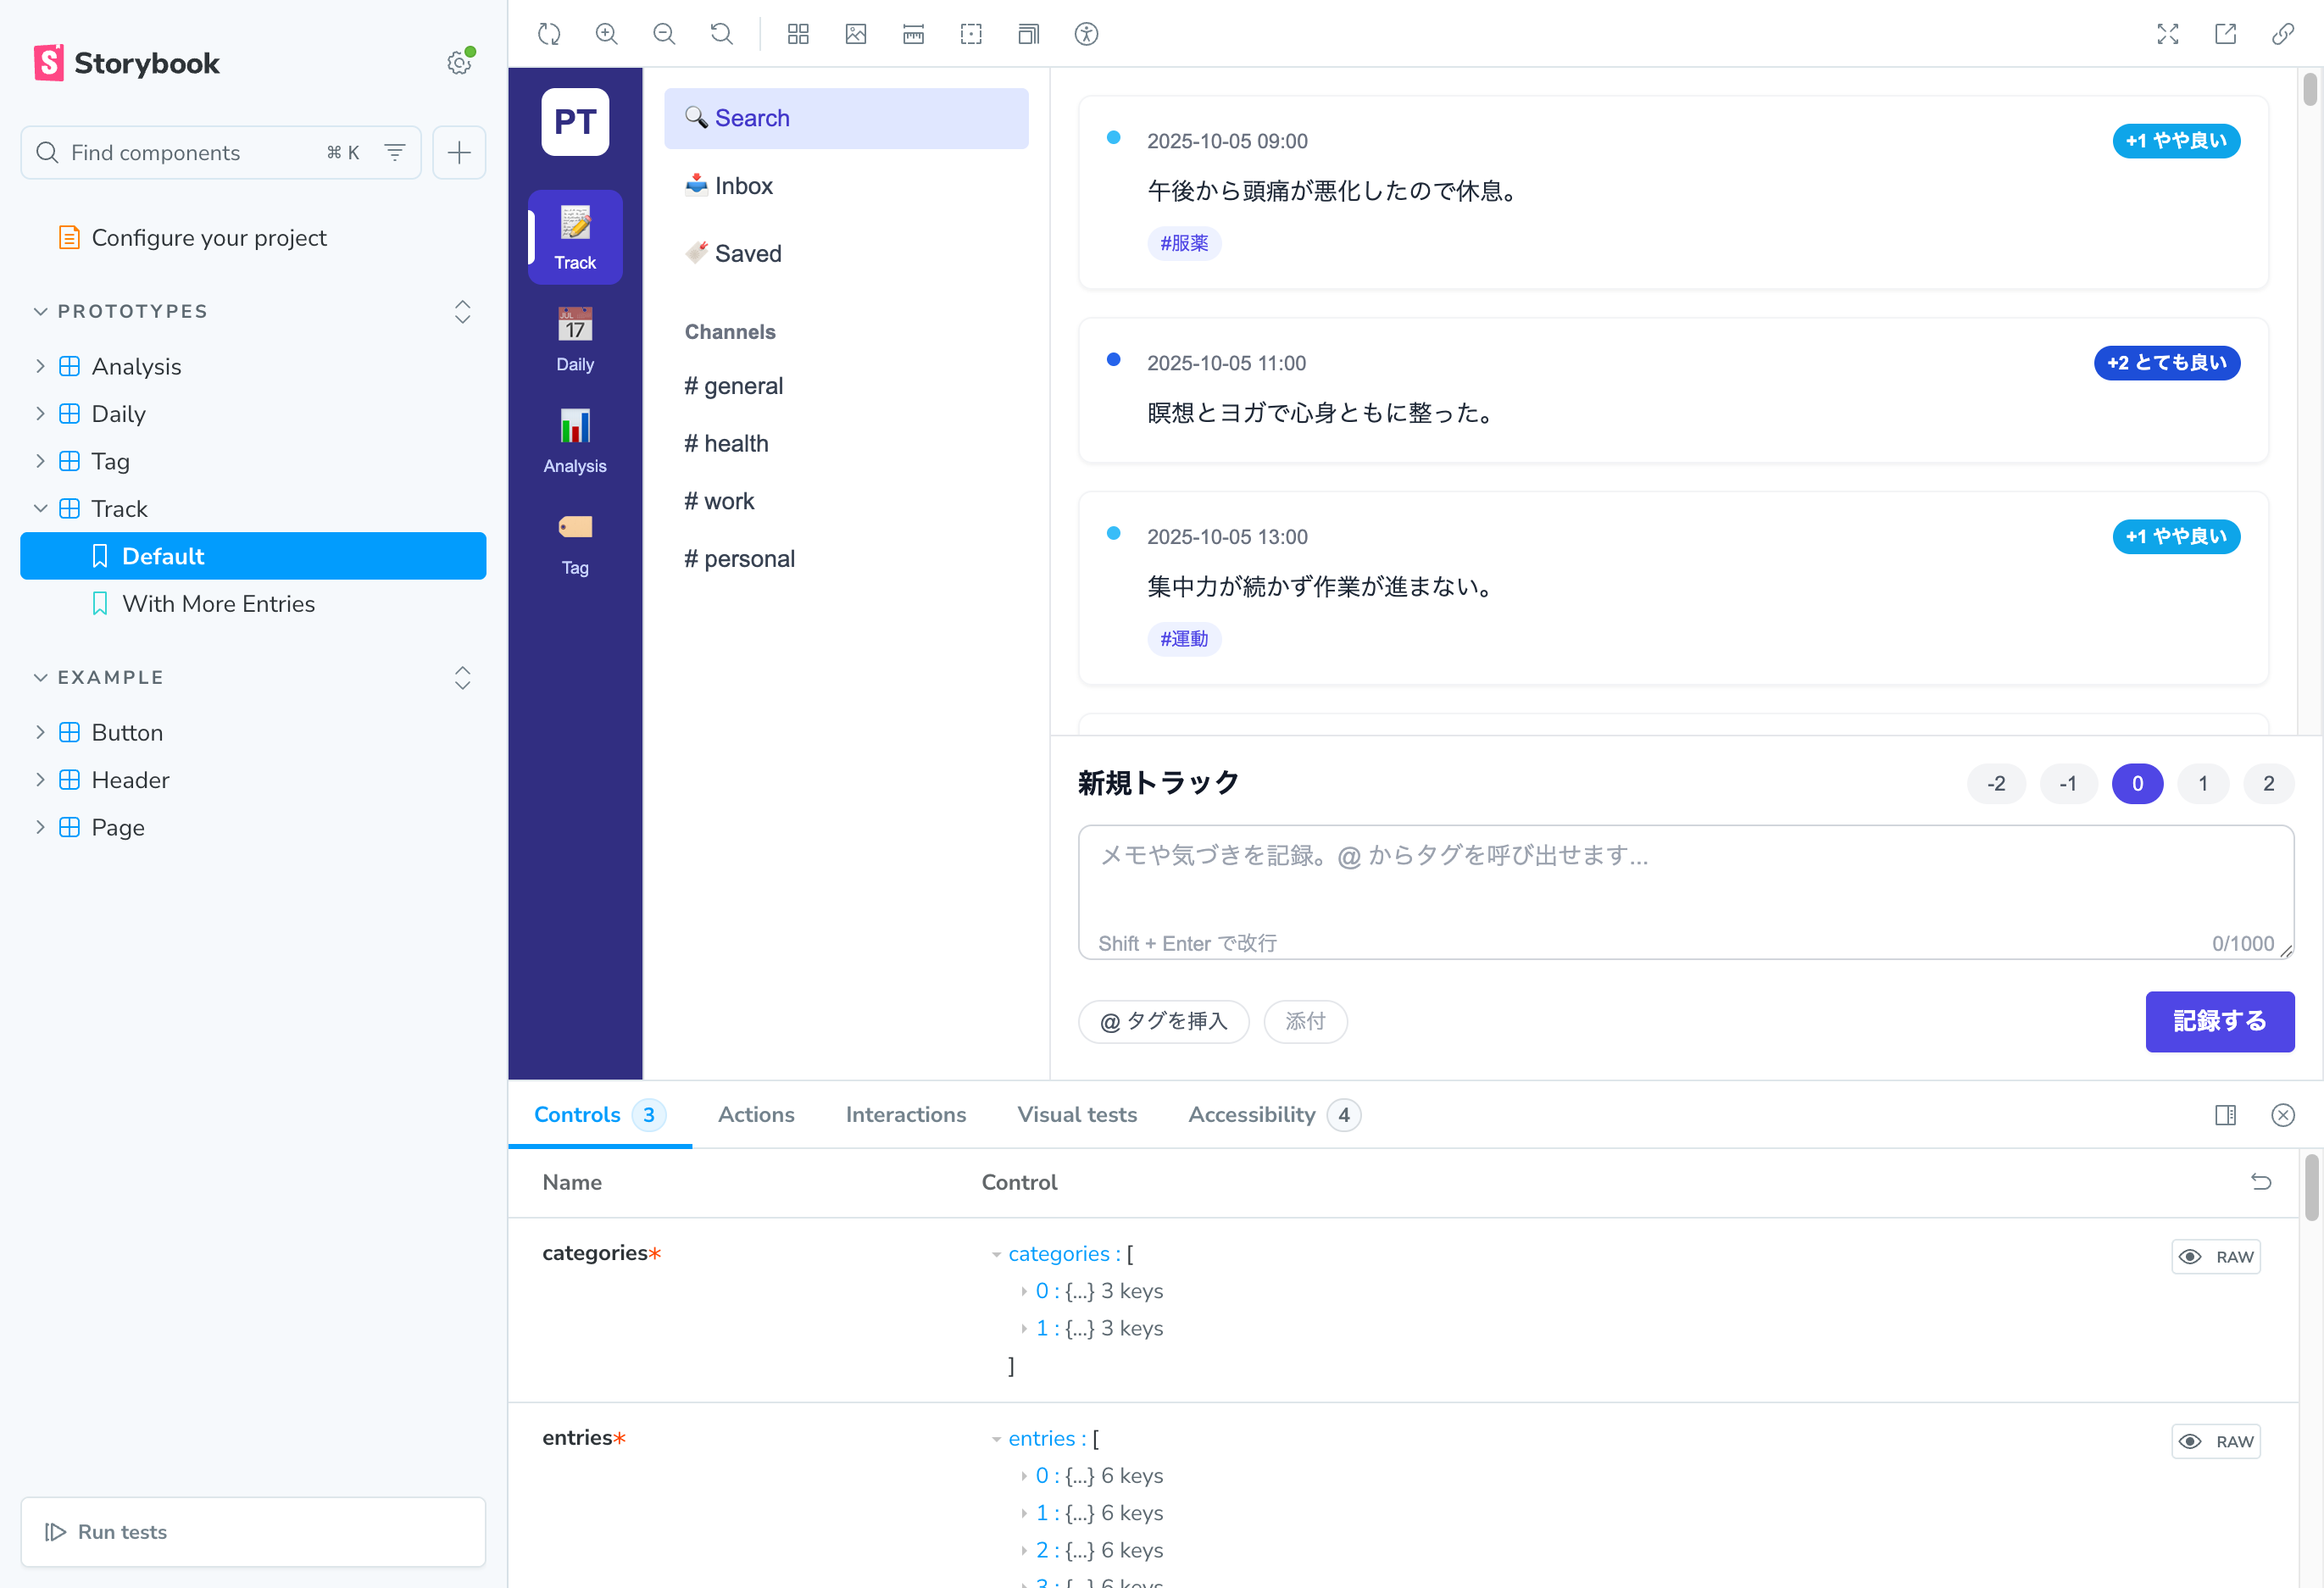 Storybook
Find components
⌘ K
Configure your project
PROTOTYPES
Analysis
Daily
Tag
Track
Default
With More Entries
EXAMPLE
Button
Header
Page
Run tests
PT
Track
JUL
17
Daily
Analysis
Tag
Search
Inbox
Saved
Channels
# general
# health
# work
# personal
2025-10-05 09:00
+1 やや良い
午後から頭痛が悪化したので休息。
#服薬
2025-10-05 11:00
+2 とても良い
瞑想とヨガで心身ともに整った。
2025-10-05 13:00
+1 やや良い
集中力が続かず作業が進まない。
#運動
新規トラック
-2 -1 0 1 2
メモや気づきを記録。@ からタグを呼び出せます...
Shift + Enter で改行
0/1000
@ タグを挿入
添付
記録する
Controls 3
Actions
Interactions
Visual tests
Accessibility 4
Name
Control
categories*
categories : [
0 : {...} 3 keys
1 : {...} 3 keys
]
RAW
entries*
entries : [
0 : {...} 6 keys
1 : {...} 6 keys
2 : {...} 6 keys
3 : {...} 6 keys
RAW